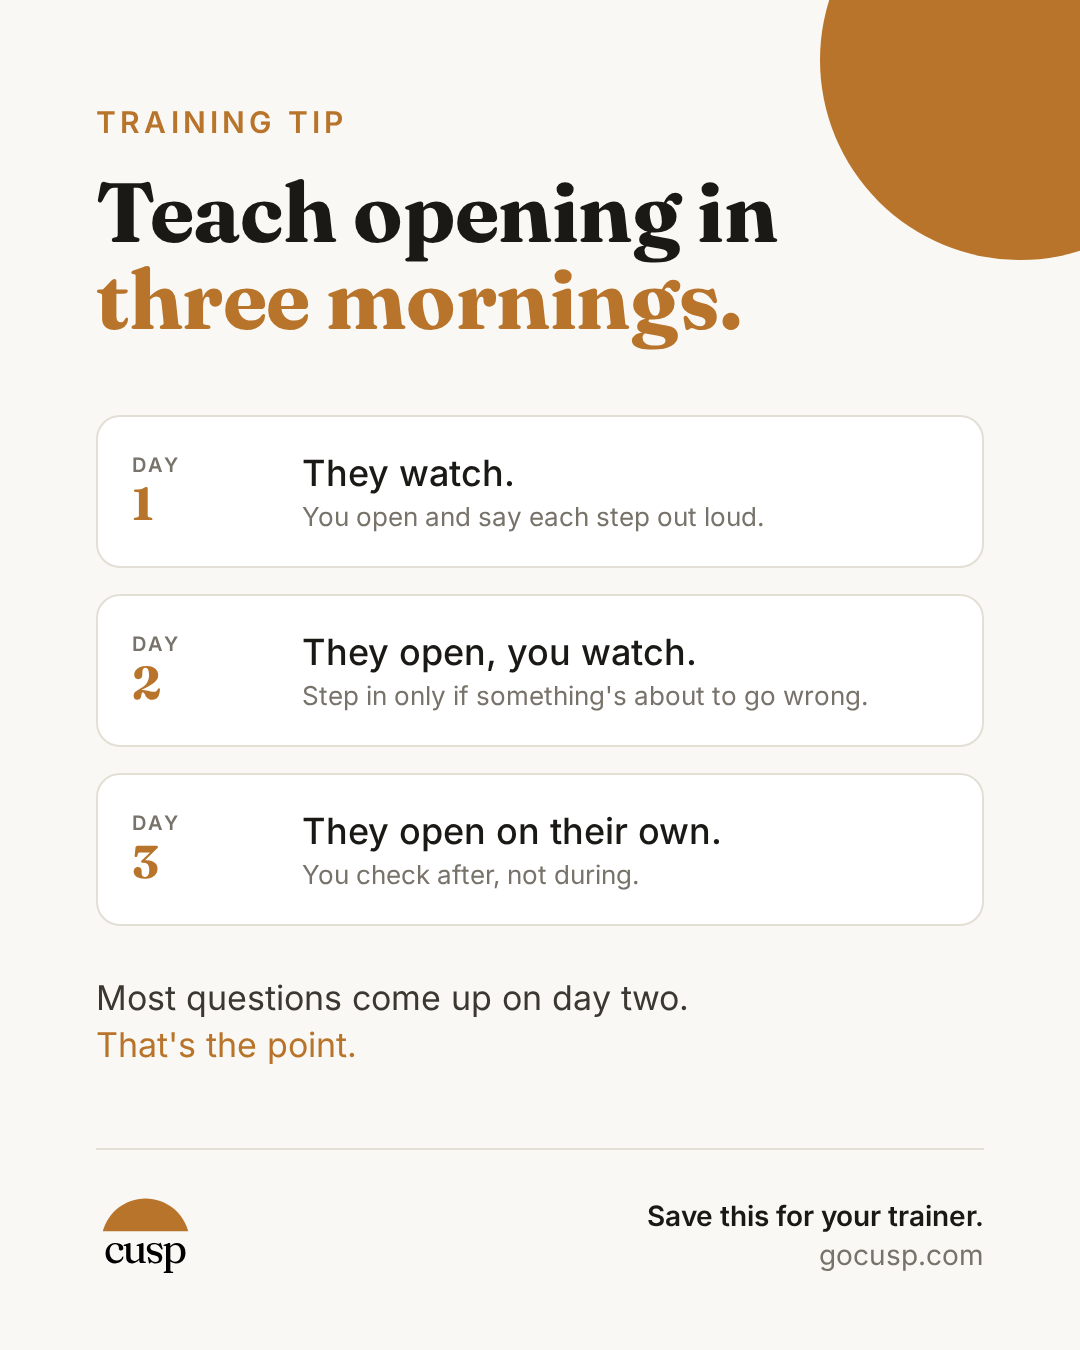 TRAINING TIP
Teach opening in
three mornings.
DAY
1
They watch.
You open and say each step out loud.
DAY
2
They open, you watch.
Step in only if something's about to go wrong.
DAY
3
They open on their own.
You check after, not during.
Most questions come up on day two.
That's the point.
cusp
Save this for your trainer.
gocusp.com